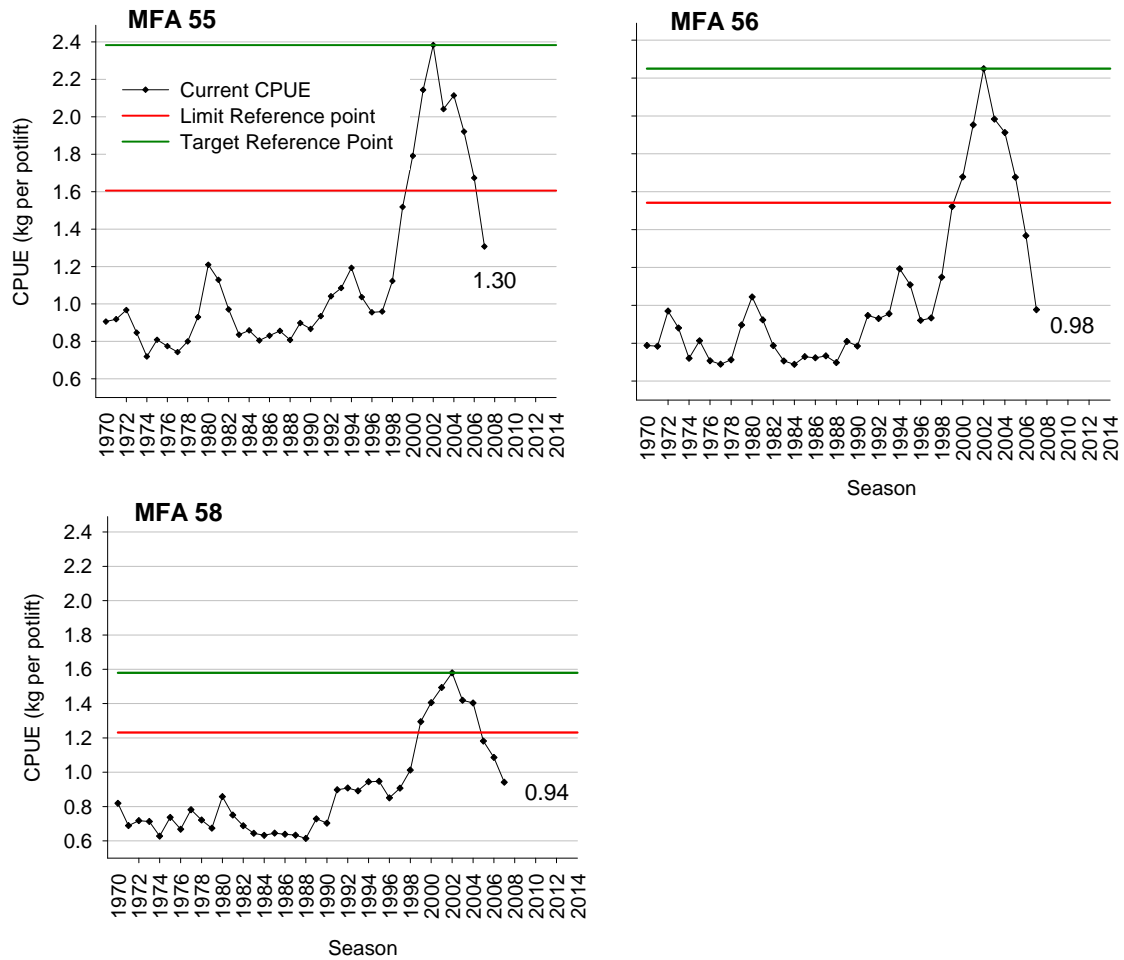 MFA 55
2.4
2.2
2.0
1.8
1.6
1.4
1.2
1.0
0.8
0.6
CPUE (kg per potlift)
Current CPUE
Limit Reference point
Target Reference Point
1.30
1970 1972 1974 1976 1978 1980 1982 1984 1986 1988 1990 1992 1994 1996 1998 2000 2002 2004 2006 2008 2010 2012 2014
MFA 56
0.98
1970 1972 1974 1976 1978 1980 1982 1984 1986 1988 1990 1992 1994 1996 1998 2000 2002 2004 2006 2008 2010 2012 2014
Season
MFA 58
2.4
2.2
2.0
1.8
1.6
1.4
1.2
1.0
0.8
0.6
CPUE (kg per potlift)
0.94
1970 1972 1974 1976 1978 1980 1982 1984 1986 1988 1990 1992 1994 1996 1998 2000 2002 2004 2006 2008 2010 2012 2014
Season